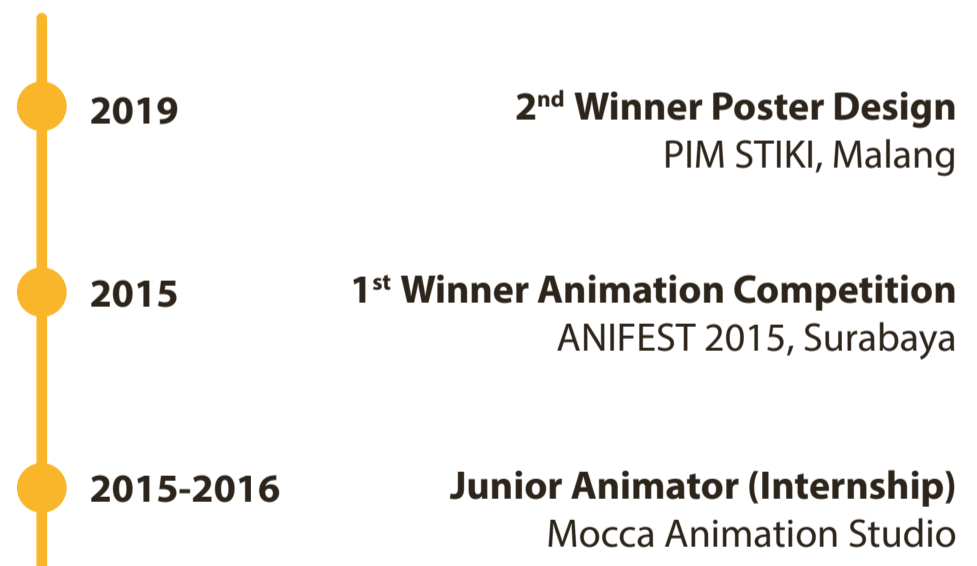 2019
2nd Winner Poster Design
PIM STIKI, Malang
2015
1st Winner Animation Competition
ANIFEST 2015, Surabaya
2015-2016
Junior Animator (Internship)
Mocca Animation Studio